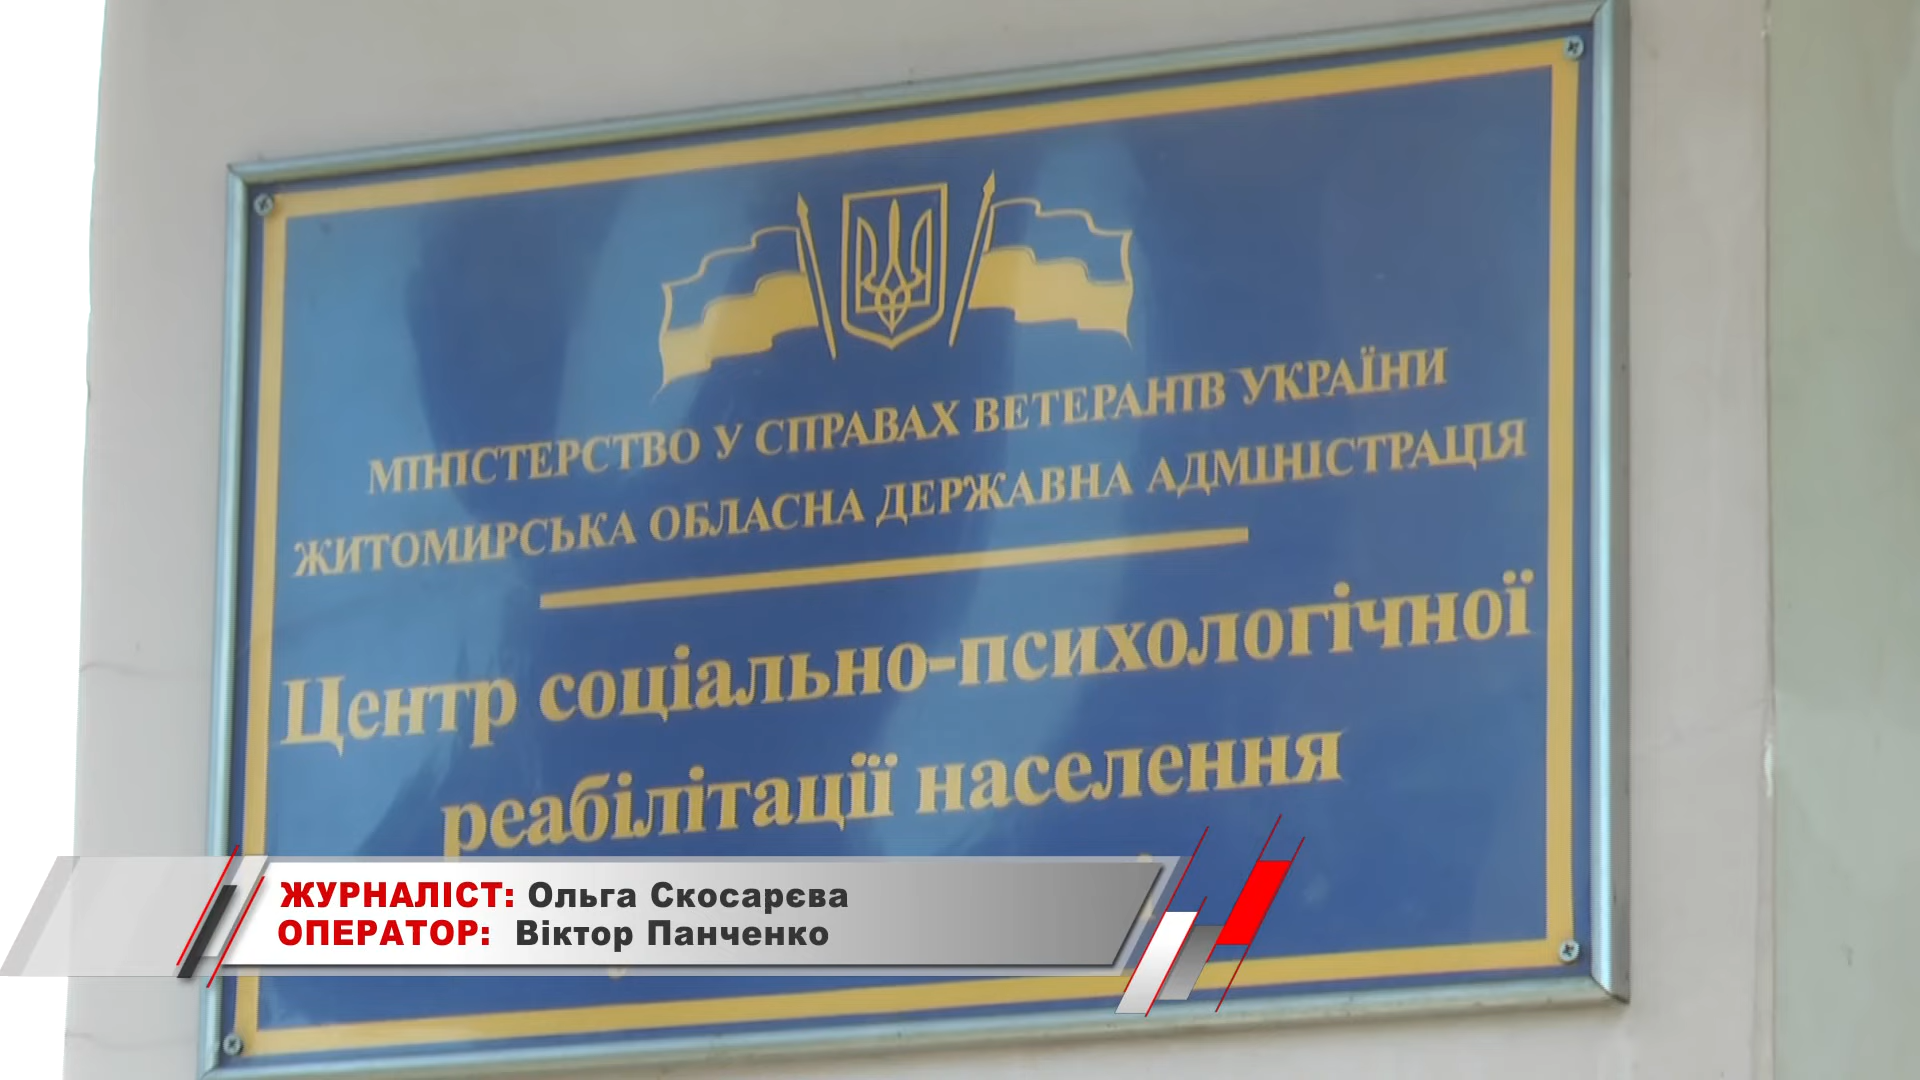 МІНІСТЕРСТВО У СПРАВАХ ВЕТЕРАНІВ УКРАЇНИ
ЖИТОМИРСЬКА ОБЛАСНА ДЕРЖАВНА АДМІНІСТРАЦІЯ
Центр соціально-психологічної
реабілітації населення
ЖУРНАЛІСТ: Ольга Скосарєва
ОПЕРАТОР: Віктор Панченко